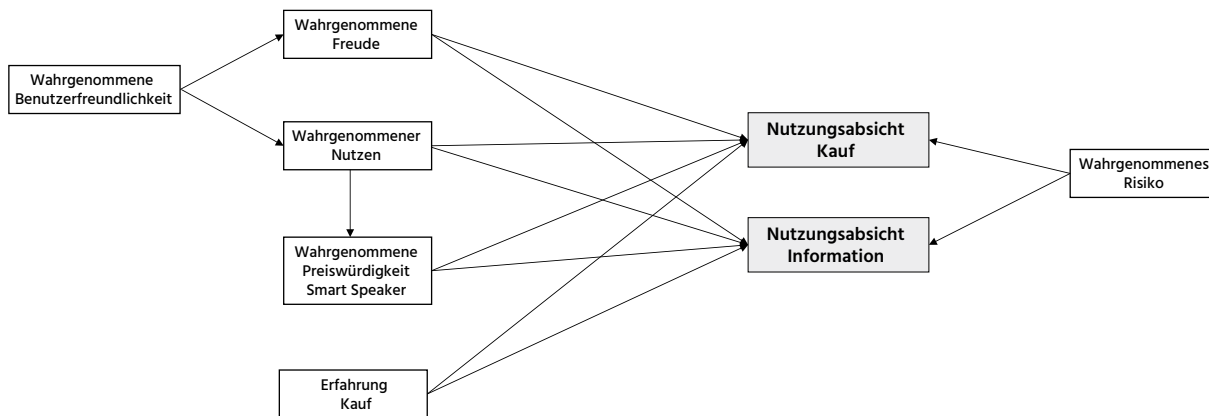 Wahrgenommene
Freude
Wahrgenommene
Benutzerfreundlichkeit
Wahrgenommener
Nutzen
Nutzungsabsicht
Kauf
Wahrgenommenes
Risiko
Nutzungsabsicht
Information
Wahrgenommene
Preiswürdigkeit
Smart Speaker
Erfahrung
Kauf